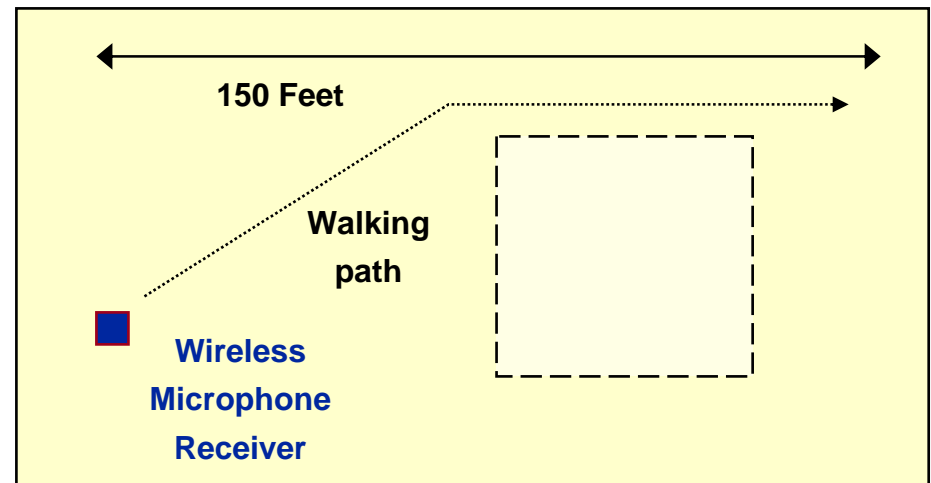 150 Feet
Walking
path
Wireless
Microphone
Receiver